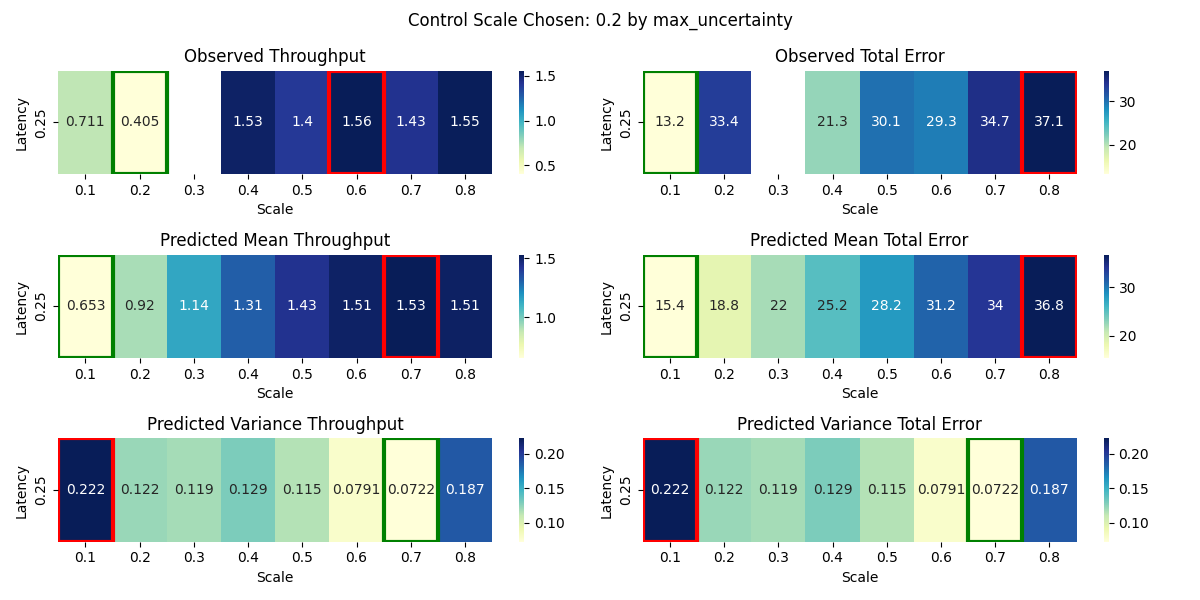 Control Scale Chosen: 0.2 by max_uncertainty
Observed Throughput
Latency
0.25
0.711 0.405 1.53 1.4 1.56 1.43 1.55
0.1 0.2 0.3 0.4 0.5 0.6 0.7 0.8
Scale
1.5
1.0
0.5
Observed Total Error
Latency
0.25
13.2 33.4 21.3 30.1 29.3 34.7 37.1
0.1 0.2 0.3 0.4 0.5 0.6 0.7 0.8
Scale
30
20
Predicted Mean Throughput
Latency
0.25
0.653 0.92 1.14 1.31 1.43 1.51 1.53 1.51
0.1 0.2 0.3 0.4 0.5 0.6 0.7 0.8
Scale
1.5
1.0
Predicted Mean Total Error
Latency
0.25
15.4 18.8 22 25.2 28.2 31.2 34 36.8
0.1 0.2 0.3 0.4 0.5 0.6 0.7 0.8
Scale
30
20
Predicted Variance Throughput
Latency
0.25
0.222 0.122 0.119 0.129 0.115 0.0791 0.0722 0.187
0.1 0.2 0.3 0.4 0.5 0.6 0.7 0.8
Scale
0.20
0.15
0.10
Predicted Variance Total Error
Latency
0.25
0.222 0.122 0.119 0.129 0.115 0.0791 0.0722 0.187
0.1 0.2 0.3 0.4 0.5 0.6 0.7 0.8
Scale
0.20
0.15
0.10